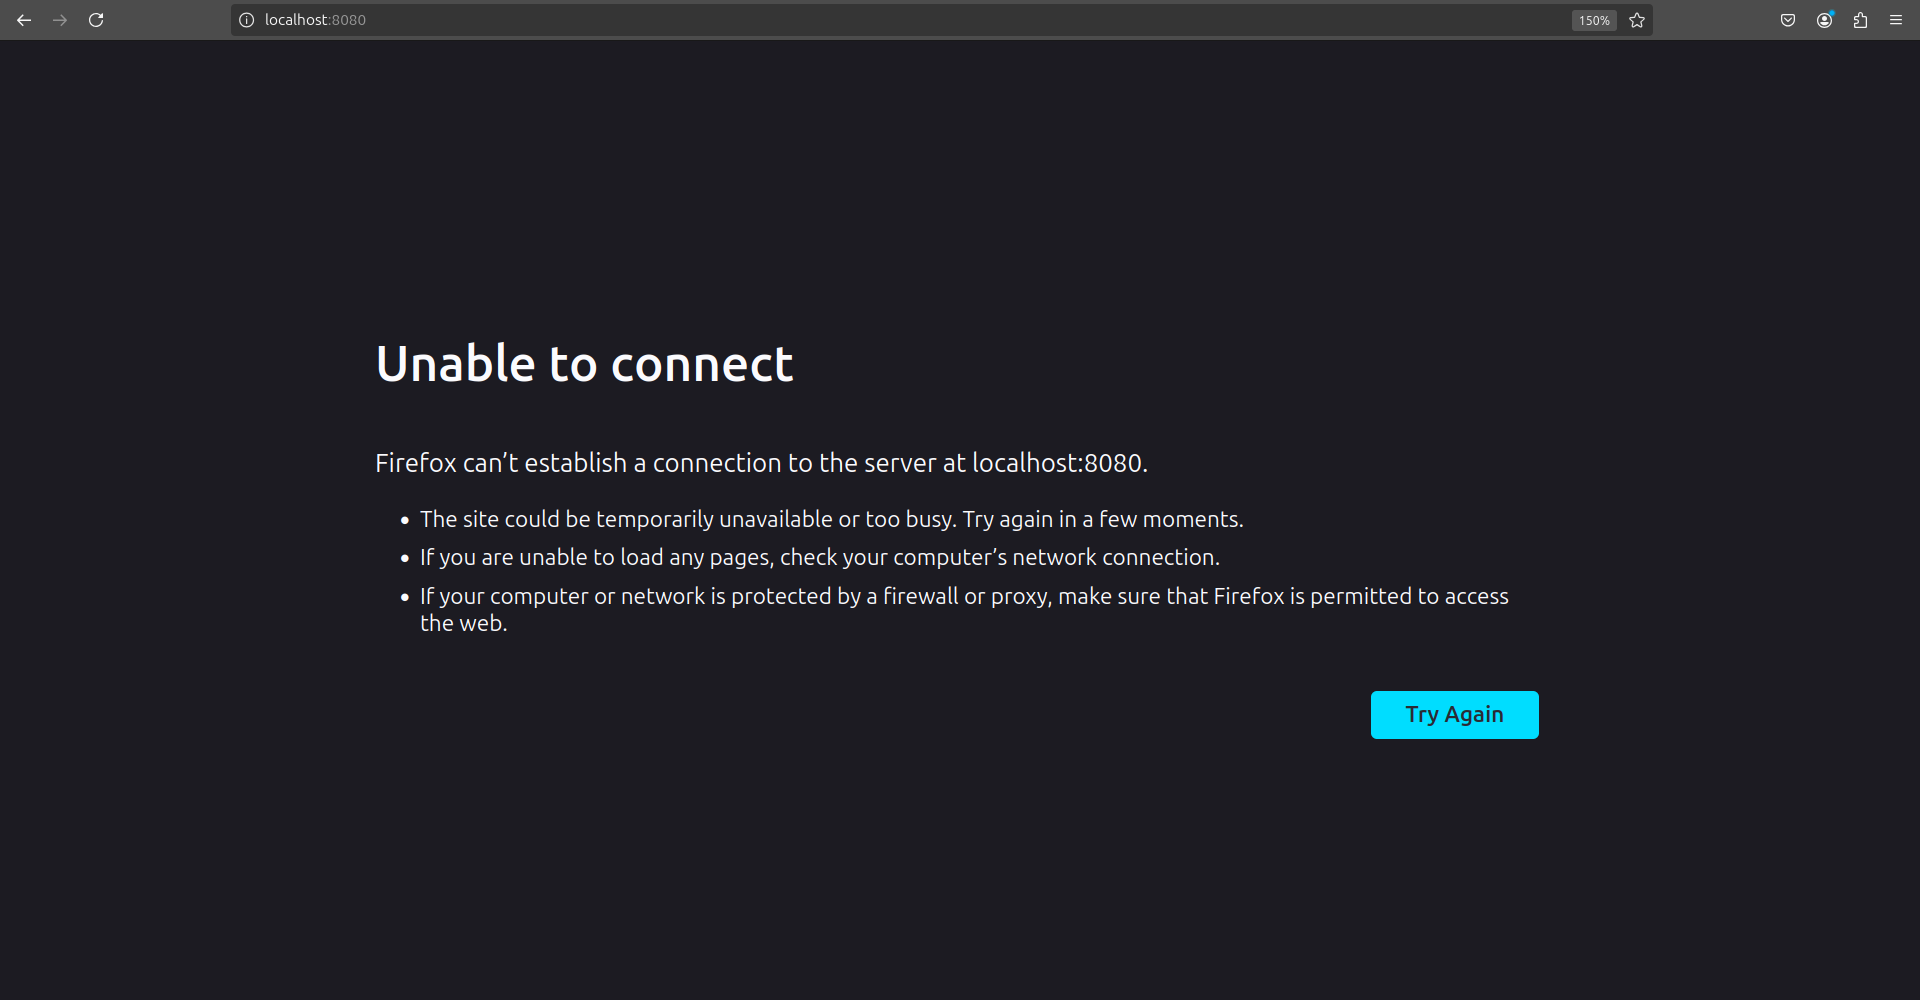 localhost:8080
150%
Unable to connect
Firefox can’t establish a connection to the server at localhost:8080.
• The site could be temporarily unavailable or too busy. Try again in a few moments.
• If you are unable to load any pages, check your computer’s network connection.
• If your computer or network is protected by a firewall or proxy, make sure that Firefox is permitted to access
the web.
Try Again